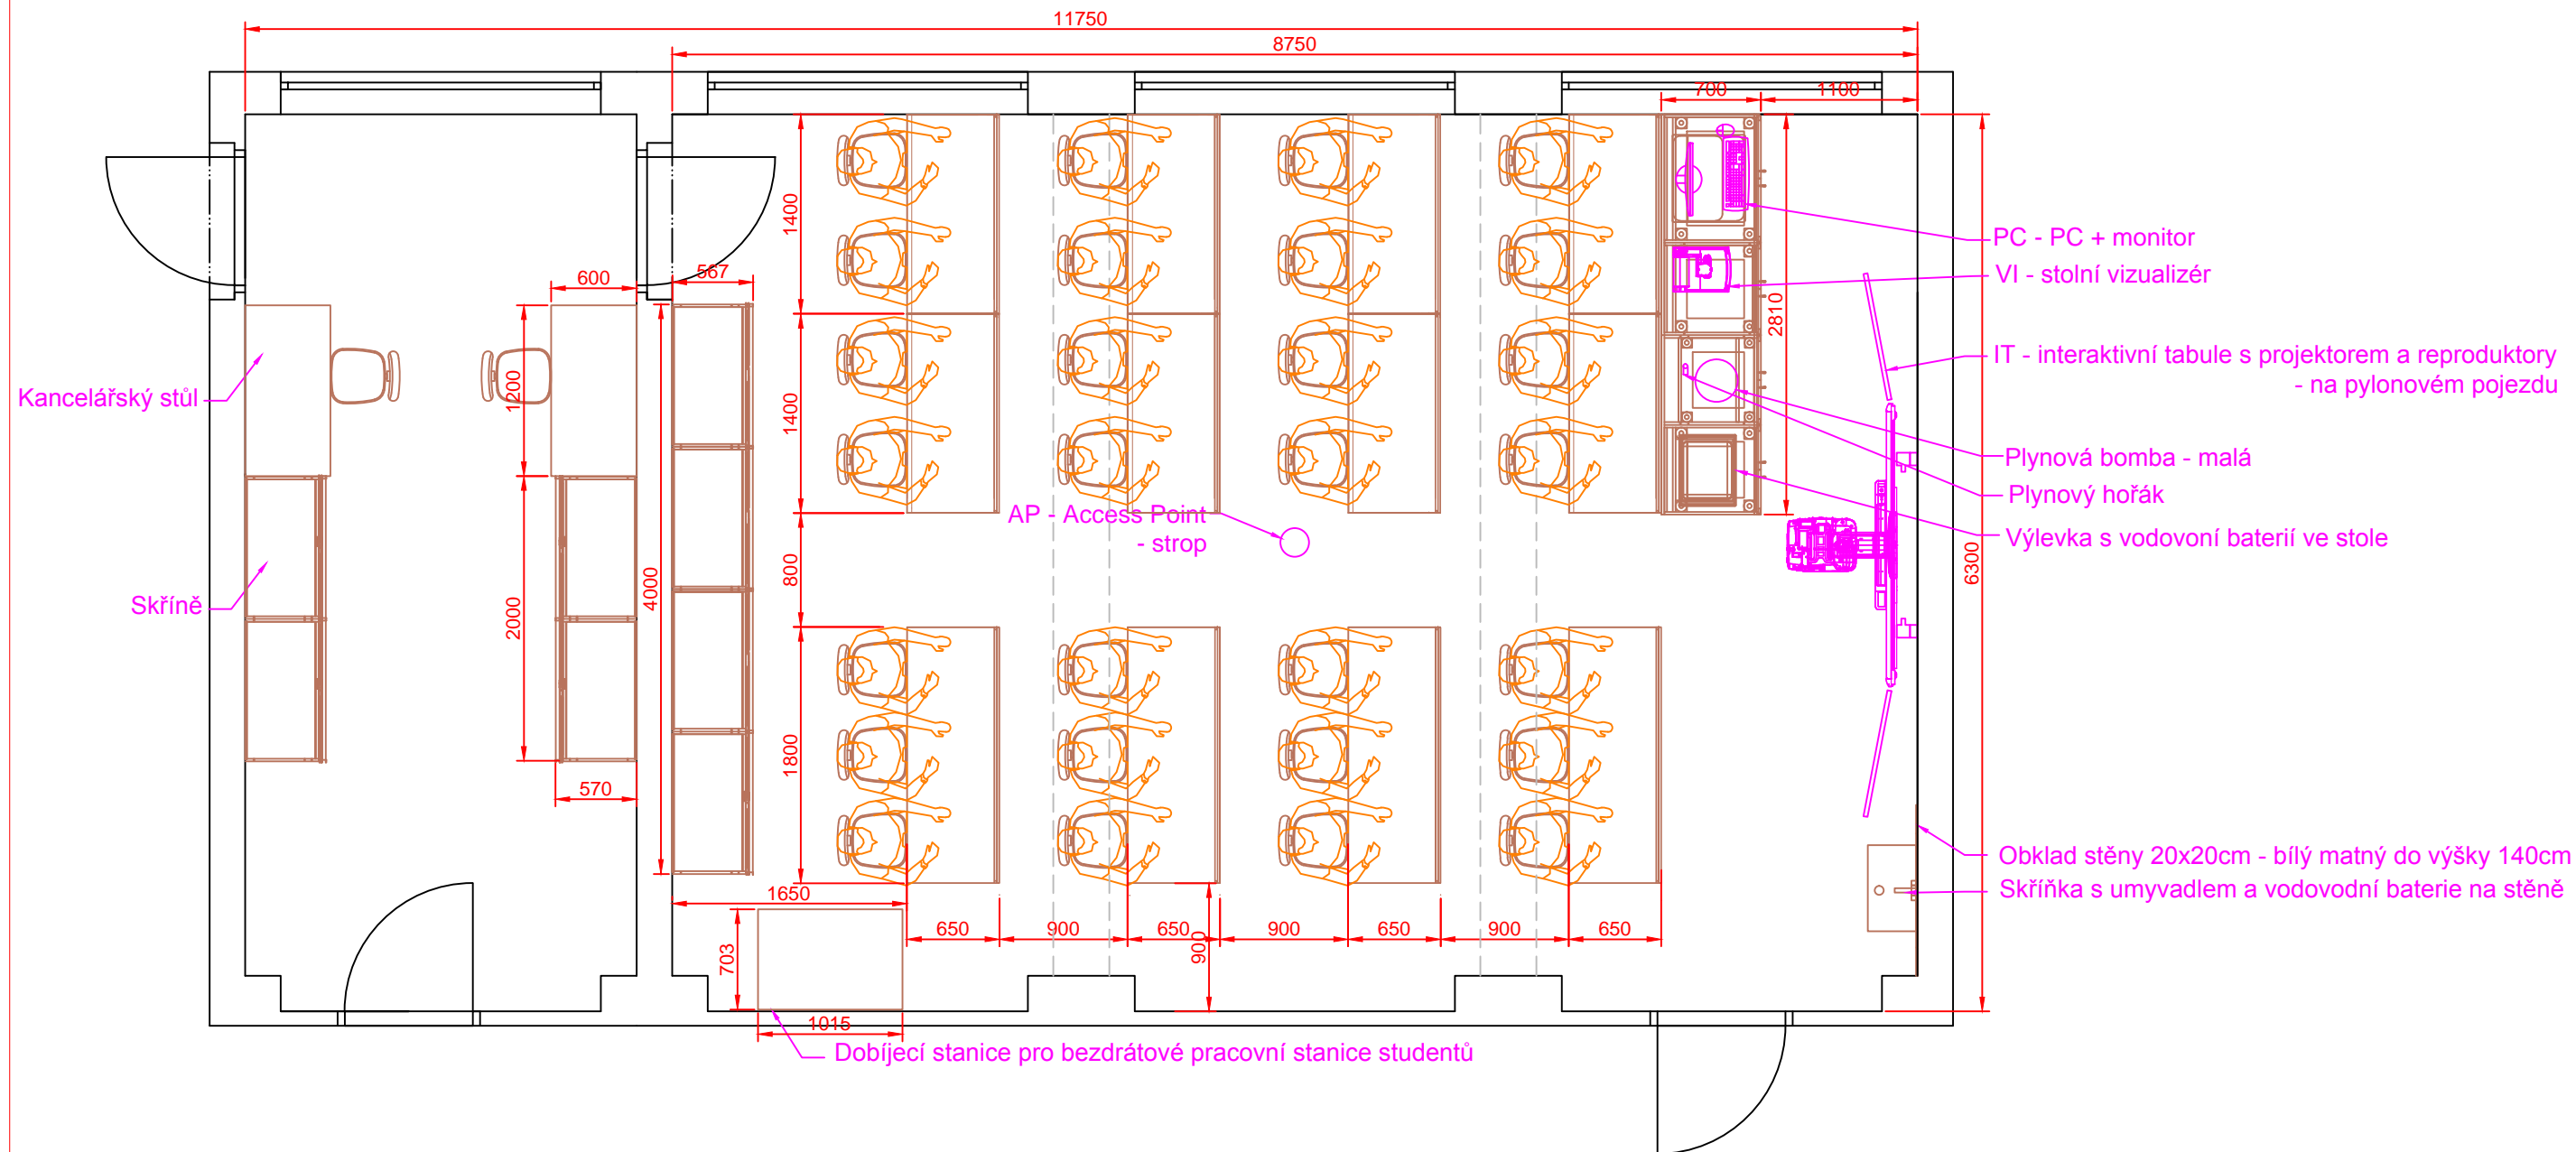 11750
8750
700
1100
1400
600
567
2810
PC - PC + monitor
VI - stolní vizualizér
IT - interaktivní tabule s projektorem a reproduktory
- na pylonovém pojezdu
Kancelářský stůl
1200
1400
Plynová bomba - malá
Plynový hořák
AP - Access Point
- strop
Výlevka s vodovoní baterií ve stole
Skříně
2000
4000
800
6300
570
1800
Obklad stěny 20x20cm - bílý matný do výšky 140cm
Skříňka s umyvadlem a vodovodní baterie na stěně
1650
650
900
650
900
650
900
650
703
900
1015
Dobíjecí stanice pro bezdrátové pracovní stanice studentů